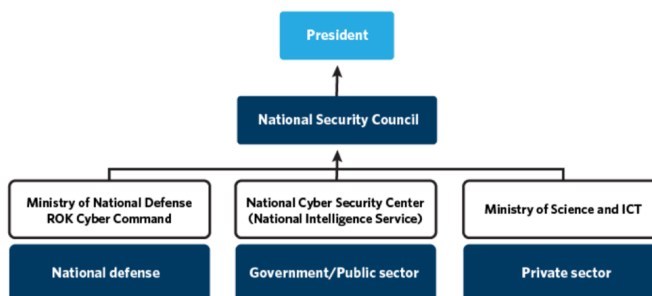 President
National Security Council
Ministry of National Defense
ROK Cyber Command
National Cyber Security Center
(National Intelligence Service)
Ministry of Science and ICT
National defense
Government/Public sector
Private sector